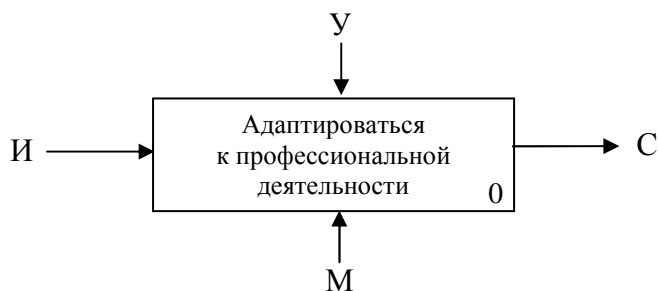 У
Адаптироваться
И
к профессиональной
С
деятельности
0
М